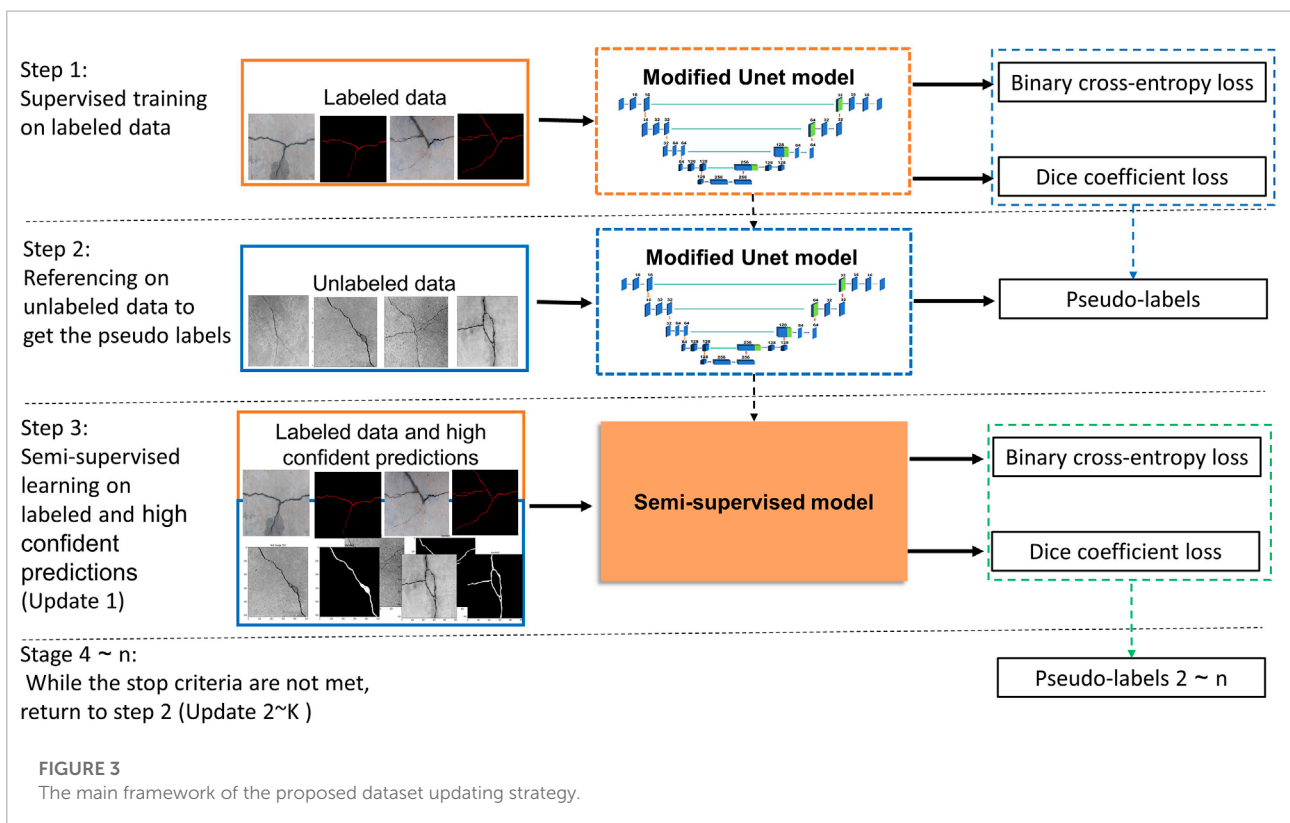 Step 1:
Supervised training
on labeled data
Labeled data
Modified Unet model
Binary cross-entropy loss
Dice coefficient loss
Step 2:
Referencing on
unlabeled data to
get the pseudo labels
Unlabeled data
Modified Unet model
Pseudo-labels
Step 3:
Semi-supervised
learning on
labeled and high
confident
predictions
(Update 1)
Labeled data and high
confident predictions
Semi-supervised model
Binary cross-entropy loss
Dice coefficient loss
Stage 4 ~ n:
While the stop criteria are not met,
return to step 2 (Update 2~K )
Pseudo-labels 2 ~ n
FIGURE 3
The main framework of the proposed dataset updating strategy.